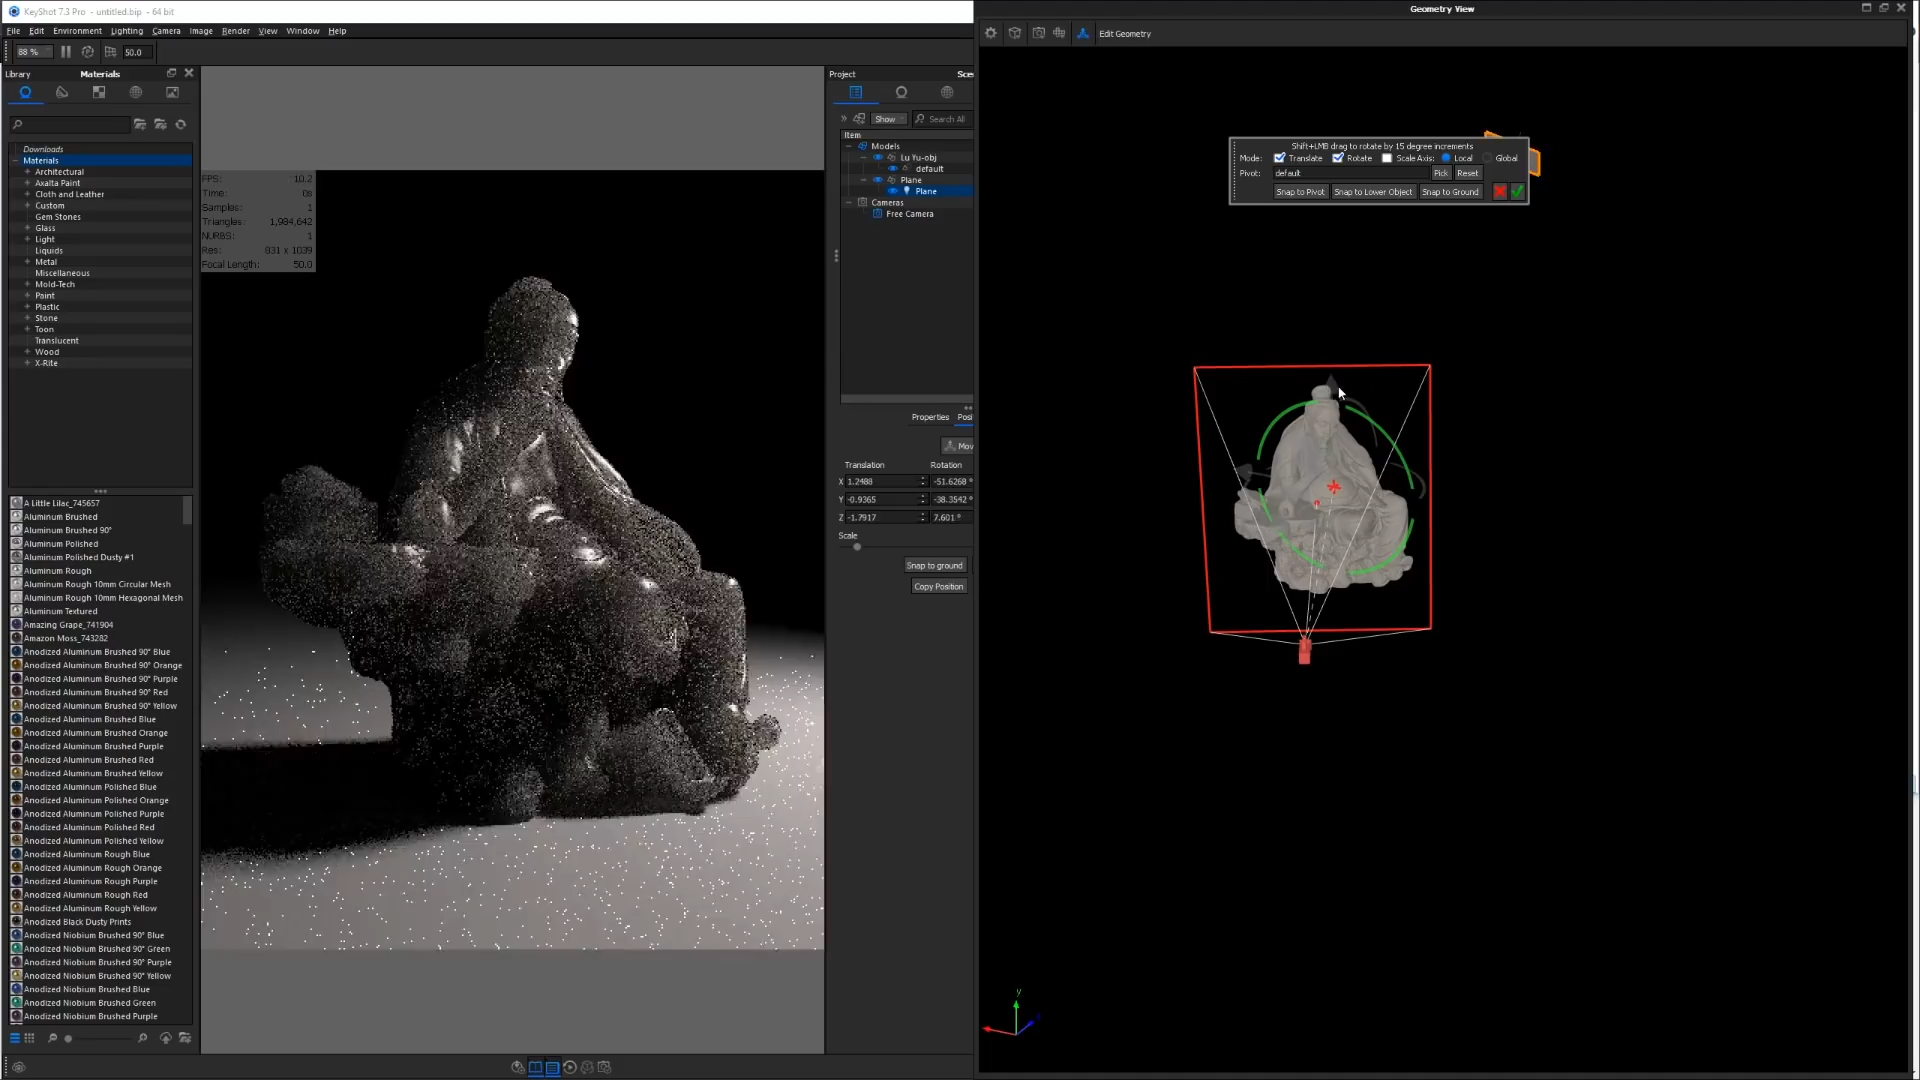 KeyShot 7.3 Pro - untitled.bip - 64 bit
File Edit Environment Lighting Camera Image Render View Window Help
88 % 50.0
Library Materials
Downloads
Materials
Architectural
Axalta Paint
Cloth and Leather
Custom
Gem Stones
Glass
Light
Liquids
Metal
Miscellaneous
Mold-Tech
Paint
Plastic
Stone
Toon
Translucent
Wood
X-Rite
A Little Lilac_745657
Aluminum Brushed
Aluminum Brushed 90°
Aluminum Polished
Aluminum Polished Dusty #1
Aluminum Rough
Aluminum Rough 10mm Circular Mesh
Aluminum Rough 10mm Hexagonal Mesh
Aluminum Textured
Amazing Grape_741904
Amazon Moss_743282
Anodized Aluminum Brushed 90° Blue
Anodized Aluminum Brushed 90° Orange
Anodized Aluminum Brushed 90° Purple
Anodized Aluminum Brushed 90° Red
Anodized Aluminum Brushed 90° Yellow
Anodized Aluminum Brushed Blue
Anodized Aluminum Brushed Orange
Anodized Aluminum Brushed Purple
Anodized Aluminum Brushed Red
Anodized Aluminum Brushed Yellow
Anodized Aluminum Polished Blue
Anodized Aluminum Polished Orange
Anodized Aluminum Polished Purple
Anodized Aluminum Polished Red
Anodized Aluminum Polished Yellow
Anodized Aluminum Rough Blue
Anodized Aluminum Rough Orange
Anodized Aluminum Rough Purple
Anodized Aluminum Rough Red
Anodized Aluminum Rough Yellow
Anodized Black Dusty Prints
Anodized Niobium Brushed 90° Blue
Anodized Niobium Brushed 90° Green
Anodized Niobium Brushed 90° Purple
Anodized Niobium Brushed 90° Yellow
Anodized Niobium Brushed Blue
Anodized Niobium Brushed Green
Anodized Niobium Brushed Purple
FPS: 10.2
Time: 0s
Samples: 1
Triangles: 1,984,642
NURBS: 1
Res: 831 x 1039
Focal Length: 50.0
Project Scen
Show Search All
Item
Models
Lu Yu-obj
default
Plane
Plane
Cameras
Free Camera
Properties Posi
Mov
Translation Rotation
X 1.2488 -51.6268 °
Y -0.9365 -38.3542 °
Z -1.7917 7.601 °
Scale
Snap to ground
Copy Position
Geometry View
Edit Geometry
Shift+LMB drag to rotate by 15 degree increments
Mode: Translate Rotate Scale Axis: Local Global
Pivot: default Pick Reset
Snap to Pivot Snap to Lower Object Snap to Ground
y